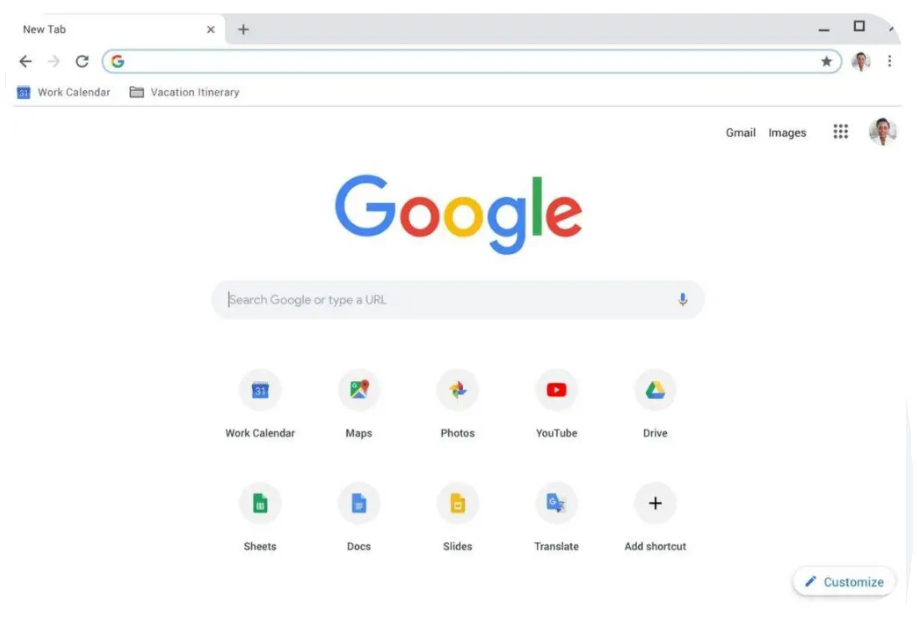 New Tab
Work Calendar Vacation Itinerary
Gmail Images
Google
Search Google or type a URL
Work Calendar Maps Photos YouTube Drive
Sheets Docs Slides Translate Add shortcut
Customize